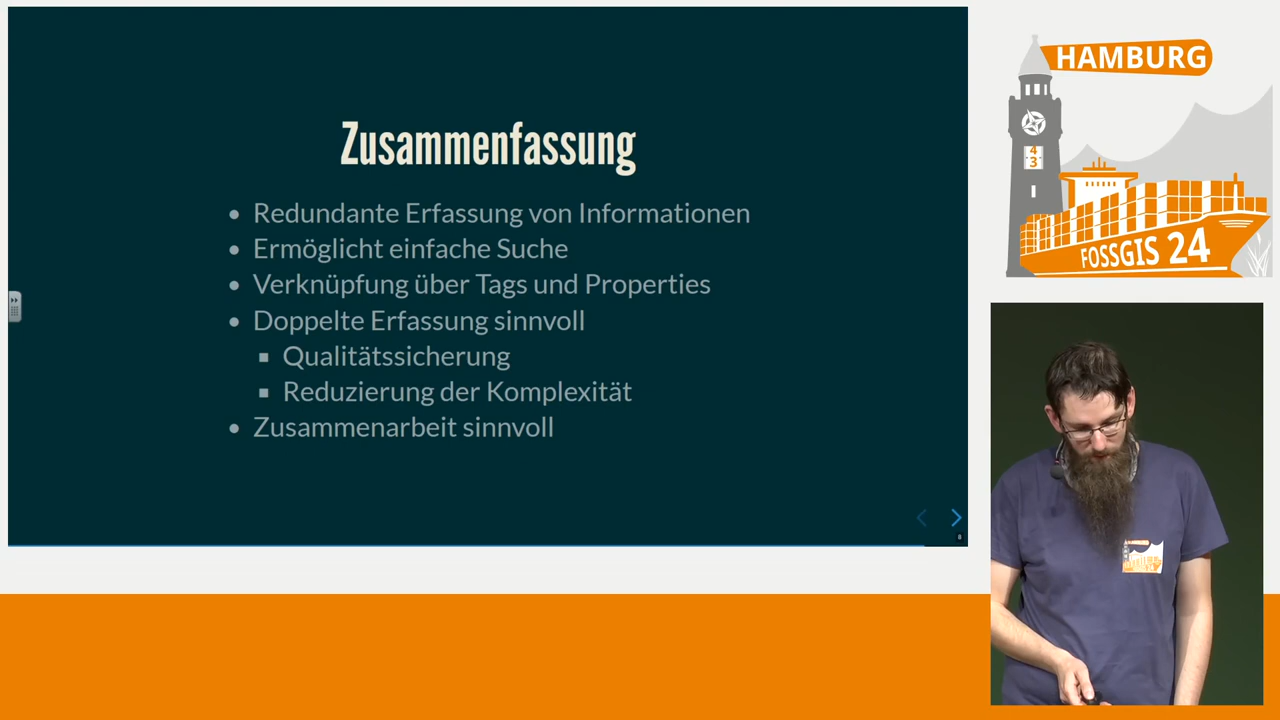 Zusammenfassung
Redundante Erfassung von Informationen
Ermöglicht einfache Suche
Verknüpfung über Tags und Properties
Doppelte Erfassung sinnvoll
Qualitätssicherung
Reduzierung der Komplexität
Zusammenarbeit sinnvoll
8
HAMBURG
4
3
FOSSGIS 24